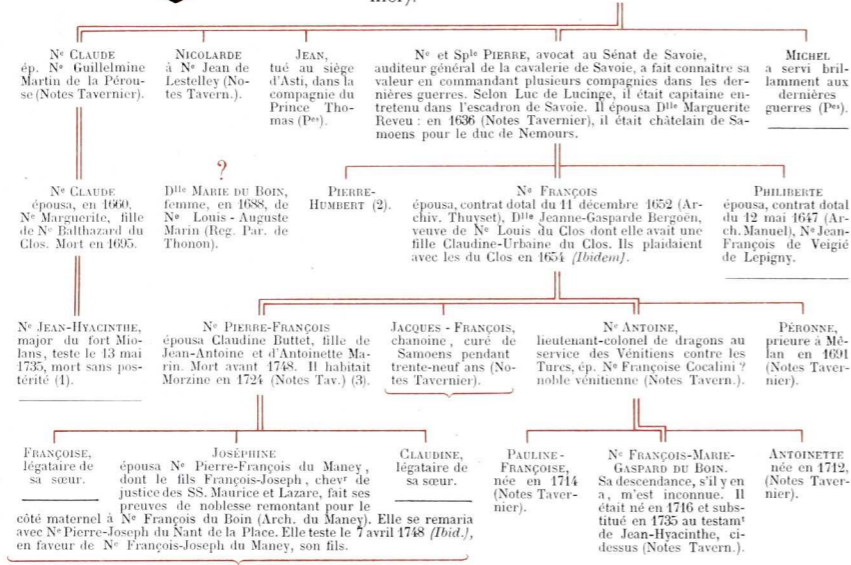 mier).
Nᵉ CLAUDE
ép. Nᵉ Guillelmine
Martin de la Pérou-
se (Notes Tavernier).
NICOLARDE
à Nᵉ Jean de
Lestelley (No-
tes Tavern.).
JEAN,
tué au siège
d'Asti, dans la
compagnie du
Prince Tho-
mas (Pᵉˢ).
Nᵉ et Spˡᵉ PIERRE, avocat au Sénat de Savoie,
auditeur général de la cavalerie de Savoie, a fait connaître sa
valeur en commandant plusieurs compagnies dans les der-
nières guerres. Selon Luc de Lucinge, il était capitaine en-
tretenu dans l'escadron de Savoie. Il épousa Dˡˡᵉ Marguerite
Reveu : en 1636 (Notes Tavernier), il était châtelain de Sa-
moens pour le duc de Nemours.
MICHEL
a servi bril-
lamment aux
dernières
guerres (Pᵉˢ).
Nᵉ CLAUDE
épousa, en 1660,
Nᵉ Marguerite, fille
de Nᵉ Balthazard du
Clos. Mort en 1695.
?
Dˡˡᵉ MARIE DU BOIN,
femme, en 1688, de
Nᵉ Louis - Auguste
Marin (Reg. Par. de
Thonon).
PIERRE-
HUMBERT (2).
Nᵉ FRANÇOIS
épousa, contrat dotal du 11 décembre 1652 (Ar-
chiv. Thuyset), Dˡˡᵉ Jeanne-Gasparde Bergoën,
veuve de Nᵉ Louis du Clos dont elle avait une
fille Claudine-Urbaine du Clos. Ils plaidaient
avec les du Clos en 1654 (Ibidem).
PHILIBERTE
épousa, contrat dotal
du 12 mai 1647 (Ar-
ch. Manuel), Nᵉ Jean-
François de Veigié
de Lepigny.
Nᵉ JEAN-HYACINTHE,
major du fort Mio-
lans, teste le 13 mai
1735, mort sans pos-
térité (1).
Nᵉ PIERRE-FRANÇOIS
épousa Claudine Buttet, fille de
Jean-Antoine et d'Antoinette Ma-
rin. Mort avant 1748. Il habitait
Morzine en 1724 (Notes Tav.) (3).
JACQUES - FRANÇOIS,
chanoine, curé de
Samoens pendant
trente-neuf ans (No-
tes Tavernier).
Nᵉ ANTOINE,
lieutenant-colonel de dragons au
service des Vénitiens contre les
Turcs, ép. Nᵉ Françoise Cocalini ?
noble vénitienne (Notes Tavern.).
PÉRONNE,
prieure à Mê-
lan en 1691
(Notes Taver-
nier).
FRANÇOISE,
légataire de
sa sœur.
JOSÉPHINE
épousa Nᵉ Pierre-François du Maney,
dont le fils François-Joseph, chevʳ de
justice des SS. Maurice et Lazare, fait ses
preuves de noblesse remontant pour le
côté maternel à Nᵉ François du Boin (Arch. du Maney). Elle se remaria
avec Nᵉ Pierre-Joseph du Nant de la Place. Elle teste le 7 avril 1748 (Ibid.),
en faveur de Nᵉ François-Joseph du Maney, son fils.
CLAUDINE,
légataire de
sa sœur.
PAULINE-
FRANÇOISE,
née en 1714
(Notes Taver-
nier).
Nᵉ FRANÇOIS-MARIE-
GASPARD DU BOIN.
Sa descendance, s'il y en
a, m'est inconnue. Il
était né en 1716 et subs-
titué en 1735 au testamᵗ
de Jean-Hyacinthe, ci-
dessus (Notes Tavern.).
ANTOINETTE
née en 1712,
(Notes Taver-
nier).